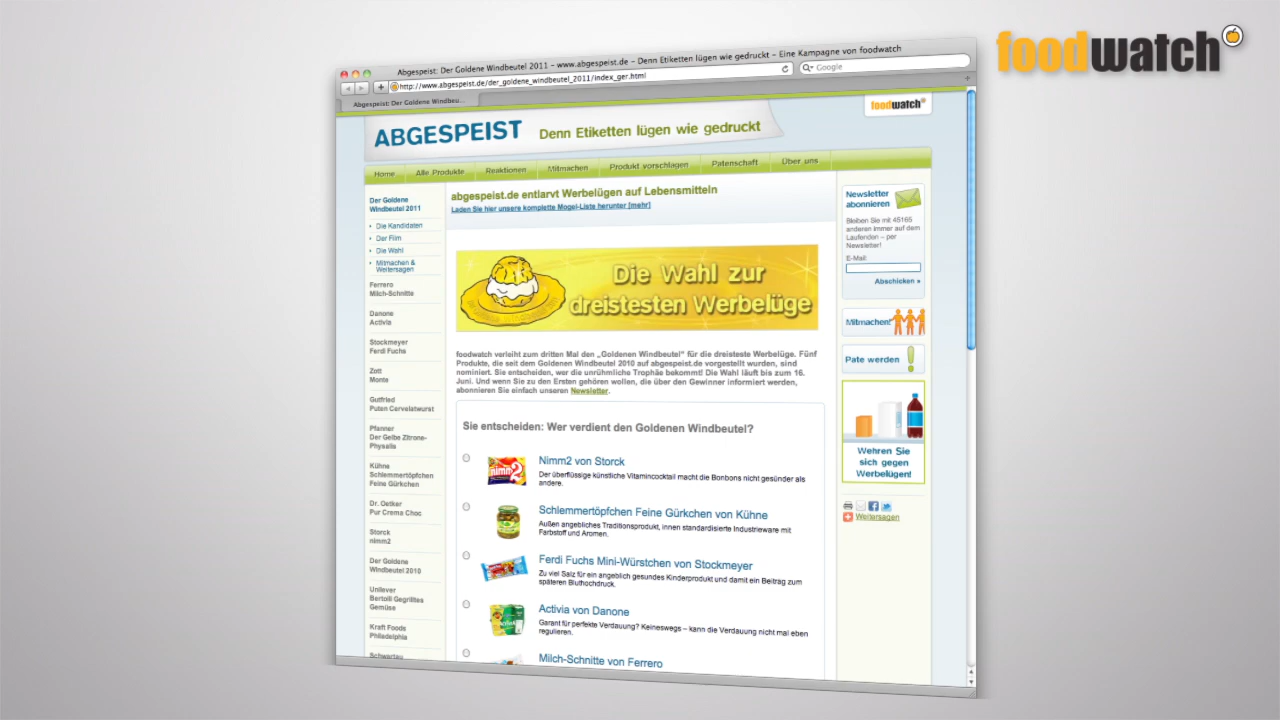 foodwatch
Abgespeist: Der Goldene Windbeutel 2011 – www.abgespeist.de – Denn Etiketten lügen wie gedruckt – Eine Kampagne von foodwatch
http://www.abgespeist.de/der_goldene_windbeutel_2011/index_ger.html
Google
Abgespeist: Der Goldene Windbeu...
foodwatch
ABGESPEIST Denn Etiketten lügen wie gedruckt
Home Alle Produkte Reaktionen Mitmachen Produkt vorschlagen Patenschaft Über uns
Der Goldene
Windbeutel 2011
Die Kandidaten
Der Film
Die Wahl
Mitmachen &
Weitersagen
Ferrero
Milch-Schnitte
Danone
Activia
Stockmeyer
Ferdi Fuchs
Zott
Monte
Gutfried
Puten Cervelatwurst
Pfanner
Der Gelbe Zitrone-
Physalis
Kühne
Schlemmertöpfchen
Feine Gürkchen
Dr. Oetker
Pur Crema Choc
Storck
nimm2
Der Goldene
Windbeutel 2010
Unilever
Bertolli Gegrilltes
Gemüse
Kraft Foods
Philadelphia
Schwartau
abgespeist.de entlarvt Werbelügen auf Lebensmitteln
Laden Sie hier unsere komplette Mogel-Liste herunter [mehr]
Die Wahl zur
dreistesten Werbelüge
foodwatch verleiht zum dritten Mal den „Goldenen Windbeutel“ für die dreisteste Werbelüge. Fünf
Produkte, die seit dem Goldenen Windbeutel 2010 auf abgespeist.de vorgestellt wurden, sind
nominiert. Sie entscheiden, wer die unrühmliche Trophäe bekommt! Die Wahl läuft bis zum 16.
Juni. Und wenn Sie zu den Ersten gehören wollen, die über den Gewinner informiert werden,
abonnieren Sie einfach unseren Newsletter.
Sie entscheiden: Wer verdient den Goldenen Windbeutel?
nimm2
Nimm2 von Storck
Der überflüssige künstliche Vitamincocktail macht die Bonbons nicht gesünder als
andere.
Schlemmertöpfchen Feine Gürkchen von Kühne
Außen angebliches Traditionsprodukt, innen standardisierte Industrieware mit
Farbstoff und Aromen.
Ferdi Fuchs Mini-Würstchen von Stockmeyer
Zu viel Salz für ein angeblich gesundes Kinderprodukt und damit ein Beitrag zum
späteren Bluthochdruck.
Activia von Danone
Garant für perfekte Verdauung? Keineswegs – kann die Verdauung nicht mal eben
regulieren.
Milch-Schnitte von Ferrero
Newsletter
abonnieren
Bleiben Sie mit 45165
anderen immer auf dem
Laufenden – per
Newsletter!
E-Mail:
Abschicken »
Mitmachen!
Pate werden
Wehren Sie
sich gegen
Werbelügen!
Weitersagen